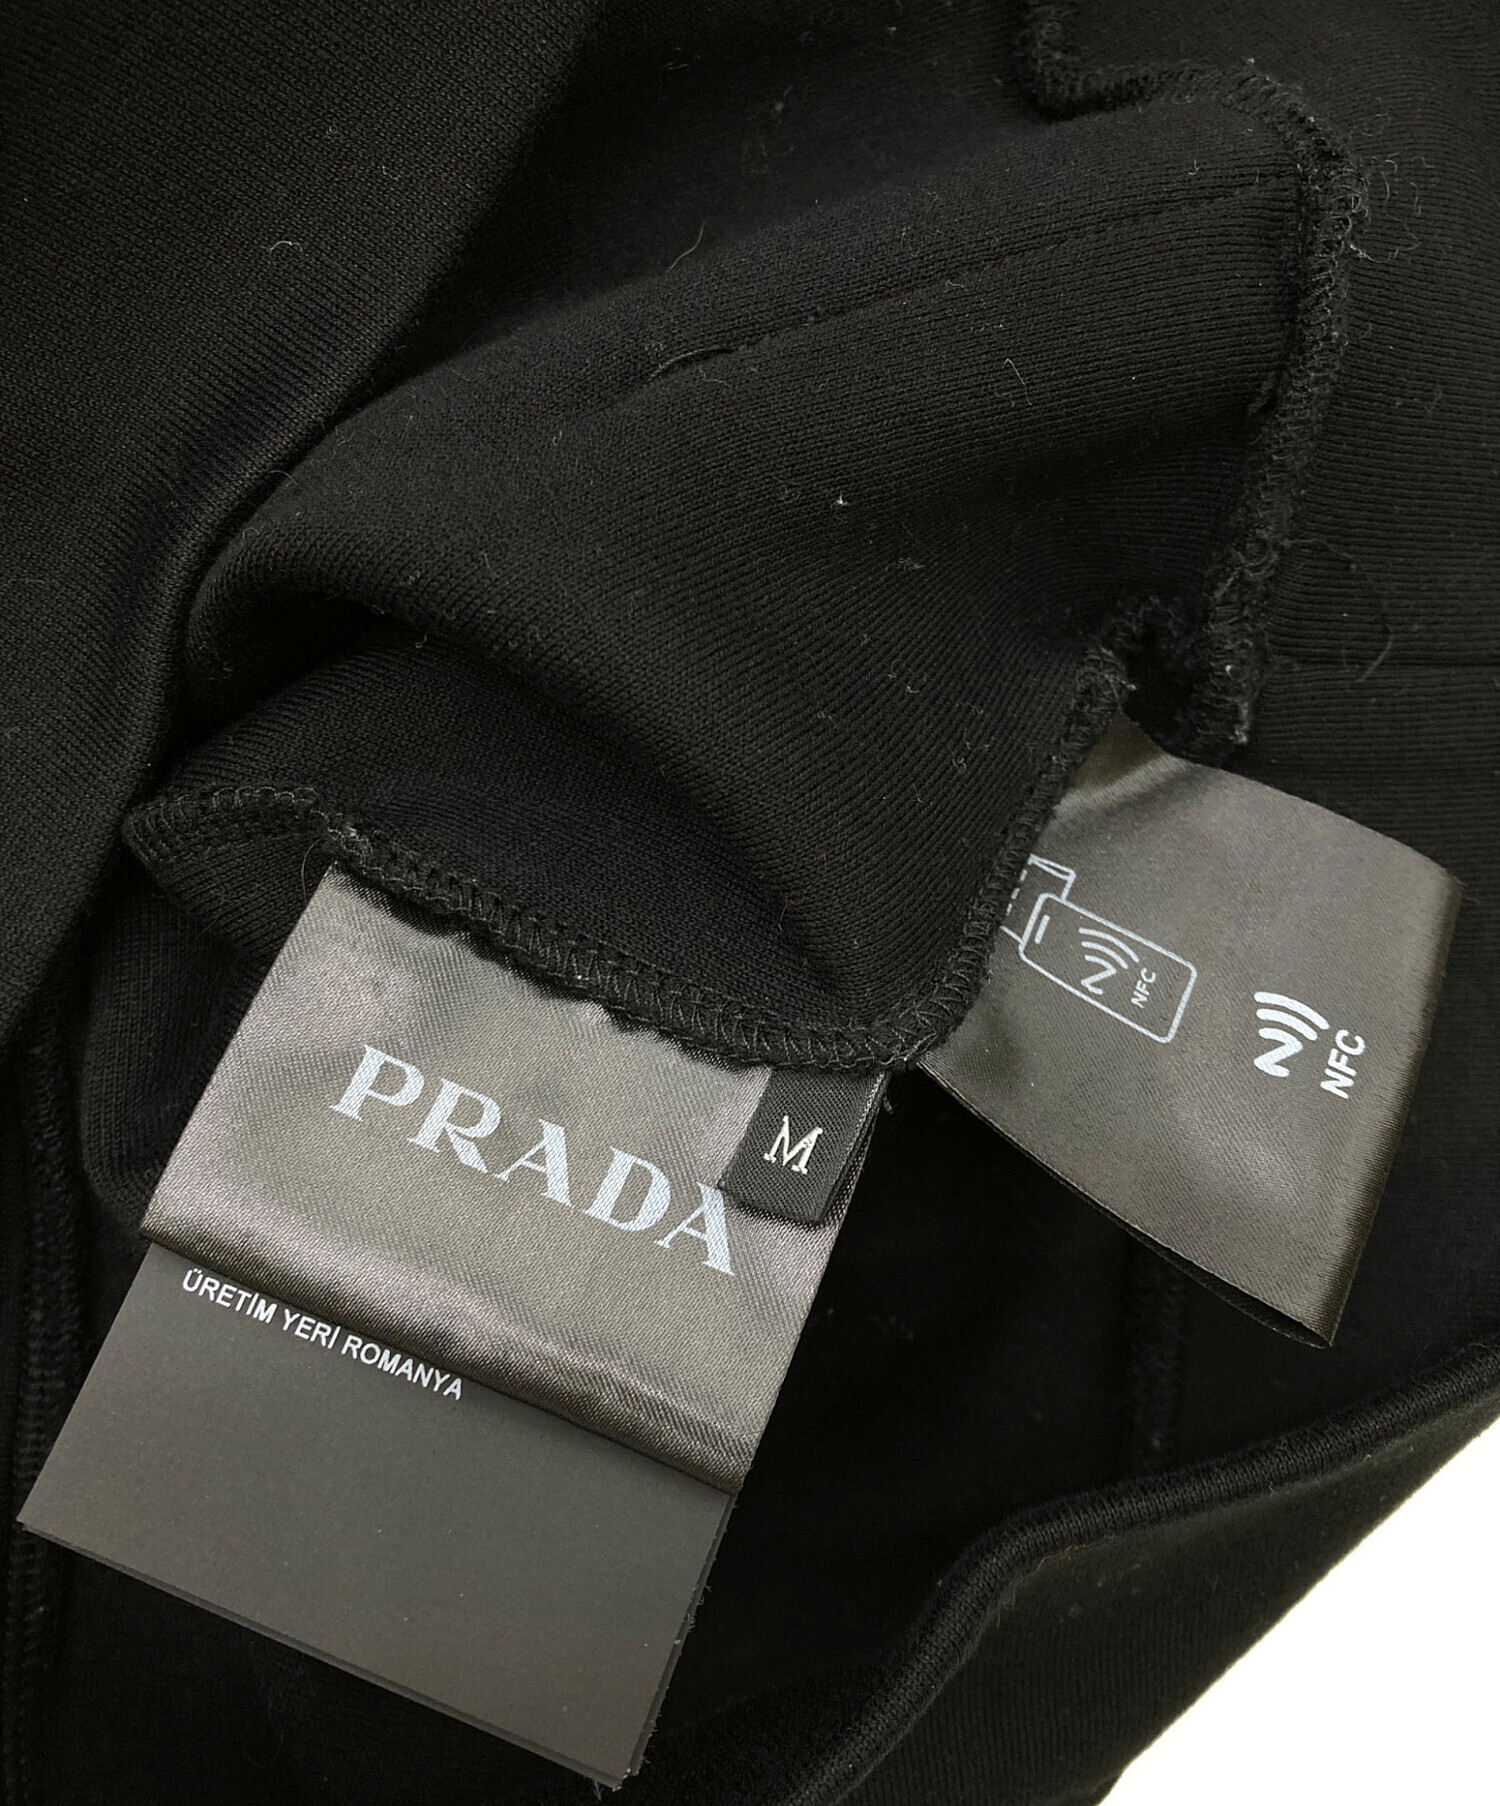 PRADA
M
ÜRETİM YERİ ROMANYA
NFC
NFC